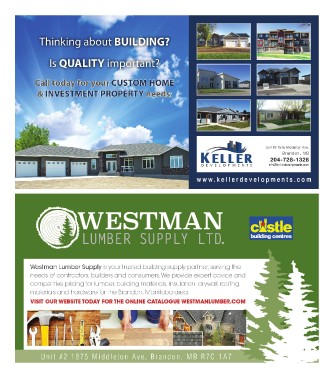 Thinking about BUILDING?
Is QUALITY important?
Call today for your CUSTOM HOME
& INVESTMENT PROPERTY needs
KELLER
DEVELOPMENTS
Brandon, MB
204-728-1328
www.kellerdevelopments.com
WESTMAN
LUMBER SUPPLY LTD.
castle
building centres
Westman Lumber Supply is your trusted building supply partner, serving the
needs of contractors, builders and consumers. We provide expert advice and
competitive pricing for lumber, building materials, insulation, drywall, roofing
materials and hardware for the Brandon, Manitoba area.
VISIT OUR WEBSITE TODAY FOR THE ONLINE CATALOGUE WESTMANLUMBER.COM
Unit #2 1875 Middleton Ave, Brandon, MB R7C 1A7